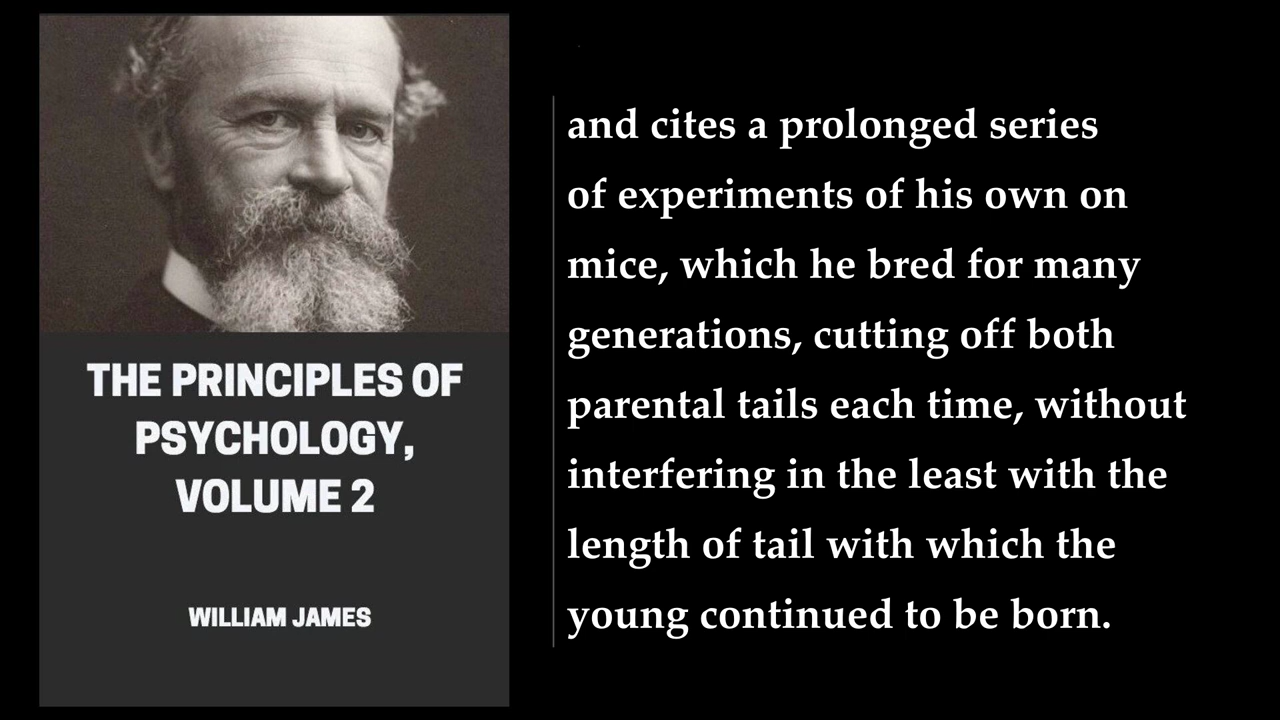 THE PRINCIPLES OF
PSYCHOLOGY,
VOLUME 2
WILLIAM JAMES
and cites a prolonged series
of experiments of his own on
mice, which he bred for many
generations, cutting off both
parental tails each time, without
interfering in the least with the
length of tail with which the
young continued to be born.